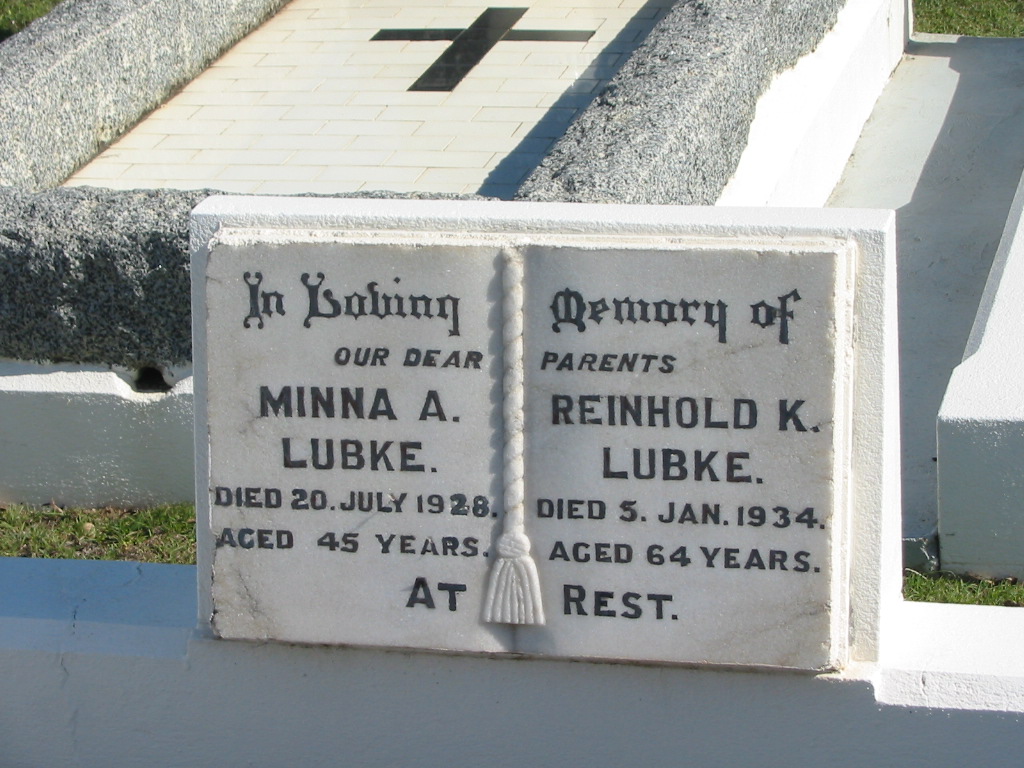 In Loving Memory of
OUR DEAR PARENTS
MINNA A.
LUBKE.
DIED 20. JULY 1928.
AGED 45 YEARS.
REINHOLD K.
LUBKE.
DIED 5. JAN. 1934.
AGED 64 YEARS.
AT REST.